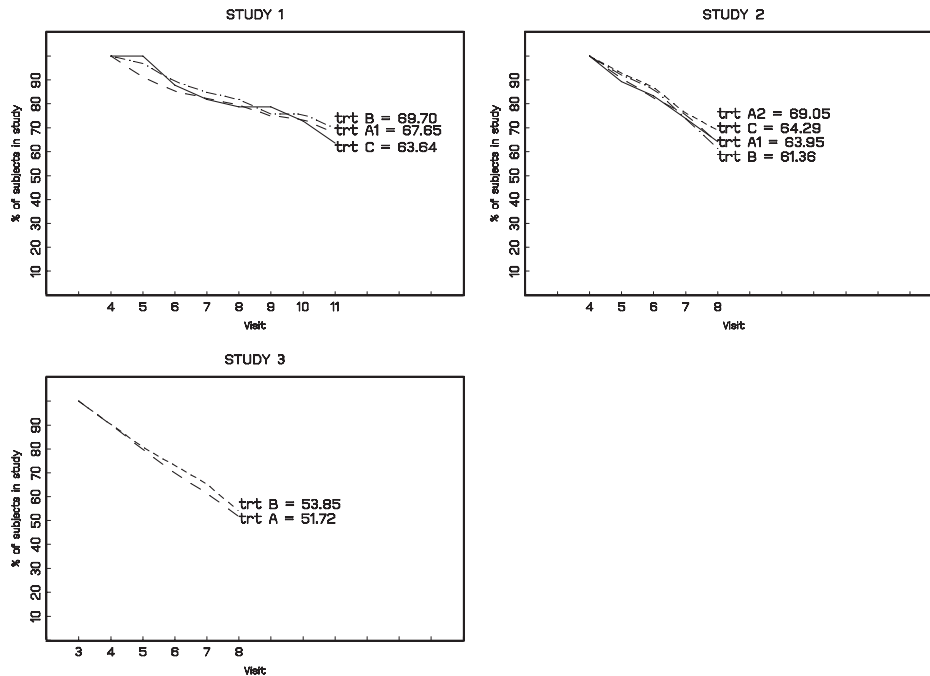 STUDY 1
% of subjects in study
90
80
70
60
50
40
30
20
10
trt B = 69.70
trt A1 = 67.65
trt C = 63.64
4 5 6 7 8 9 10 11
Visit
STUDY 2
% of subjects in study
90
80
70
60
50
40
30
20
10
trt A2 = 69.05
trt C = 64.29
trt A1 = 63.95
trt B = 61.36
4 5 6 7 8
Visit
STUDY 3
% of subjects in study
90
80
70
60
50
40
30
20
10
trt B = 53.85
trt A = 51.72
3 4 5 6 7 8
Visit